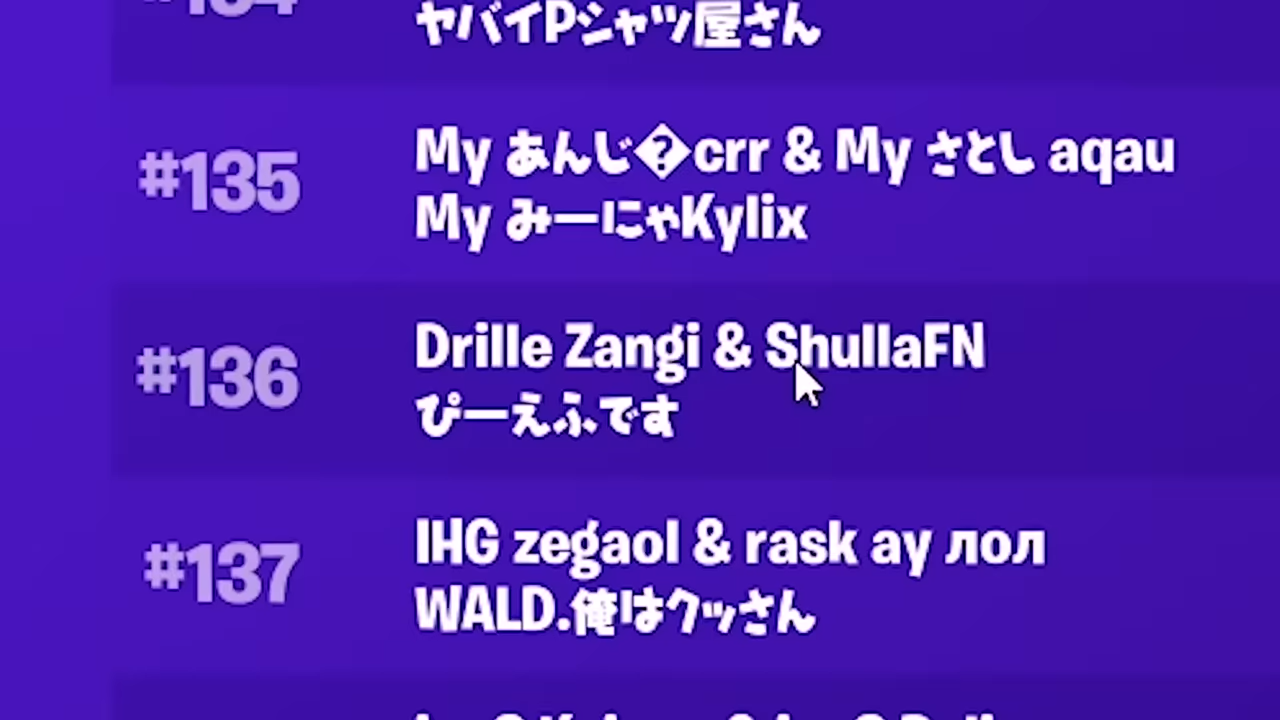 ヤバイPシャツ屋さん
#135
My あんじ�crr & My さとし aqau
My みーにゃKylix
#136
Drille Zangi & ShullaFN
ぴーえふです
#137
IHG zegaol & rask ay лол
WALD.俺はクッさん